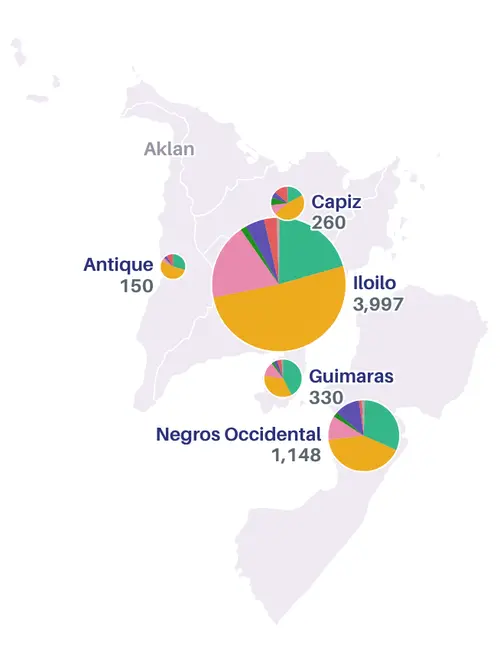 Aklan
Capiz
260
Antique
150
Iloilo
3,997
Guimaras
330
Negros Occidental
1,148